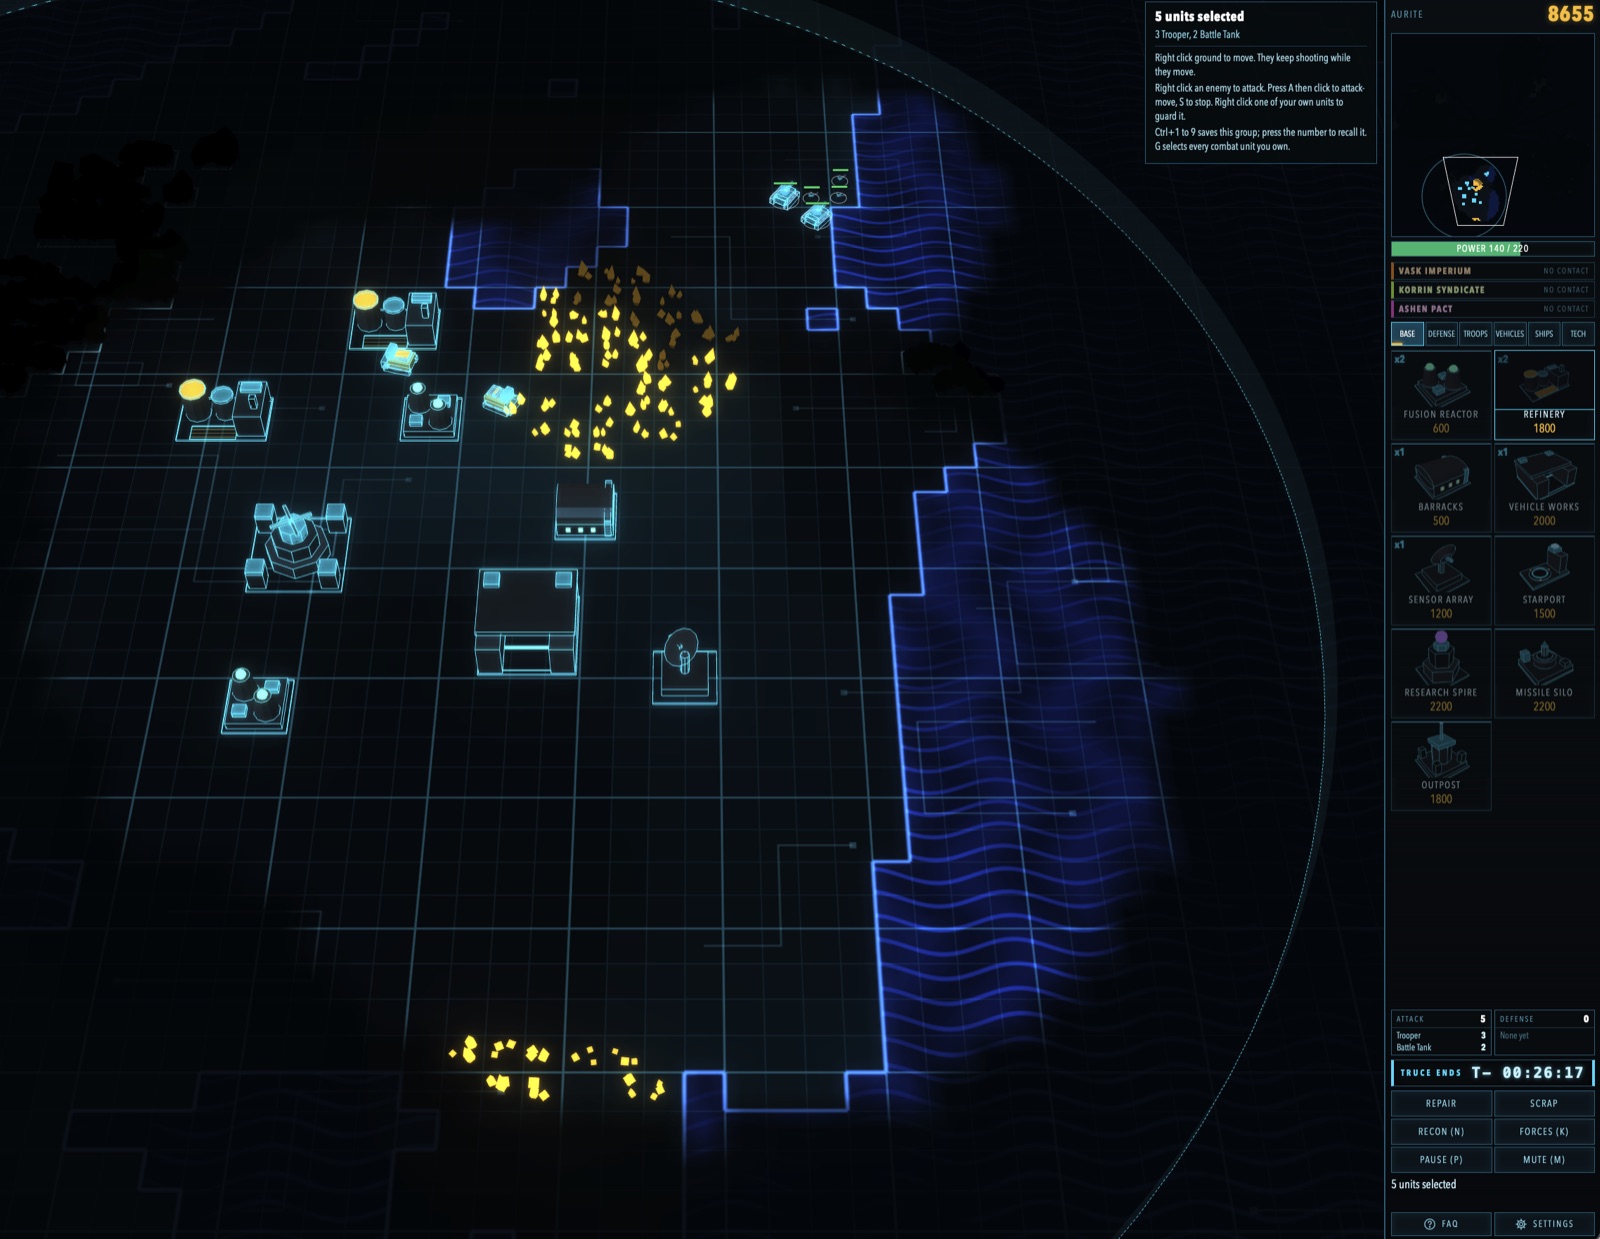 5 units selected
3 Trooper, 2 Battle Tank
Right click ground to move. They keep shooting while
they move.
Right click an enemy to attack. Press A then click to attack-
move, S to stop. Right click one of your own units to
guard it.
Ctrl+1 to 9 saves this group; press the number to recall it.
G selects every combat unit you own.
AURITE 8655
POWER 140 / 220
VASK IMPERIUM NO CONTACT
KORRIN SYNDICATE NO CONTACT
ASHEN PACT NO CONTACT
BASE DEFENSE TROOPS VEHICLES SHIPS TECH
x2 x2
FUSION REACTOR REFINERY
600 1800
x1 x1
BARRACKS VEHICLE WORKS
500 2000
x1
SENSOR ARRAY STARPORT
1200 1500
RESEARCH SPIRE MISSILE SILO
2200 2200
OUTPOST
1800
ATTACK 5 DEFENSE 0
Trooper 3 None yet
Battle Tank 2
TRUCE ENDS T- 00:26:17
REPAIR SCRAP
RECON (N) FORCES (K)
PAUSE (P) MUTE (M)
5 units selected
? FAQ SETTINGS